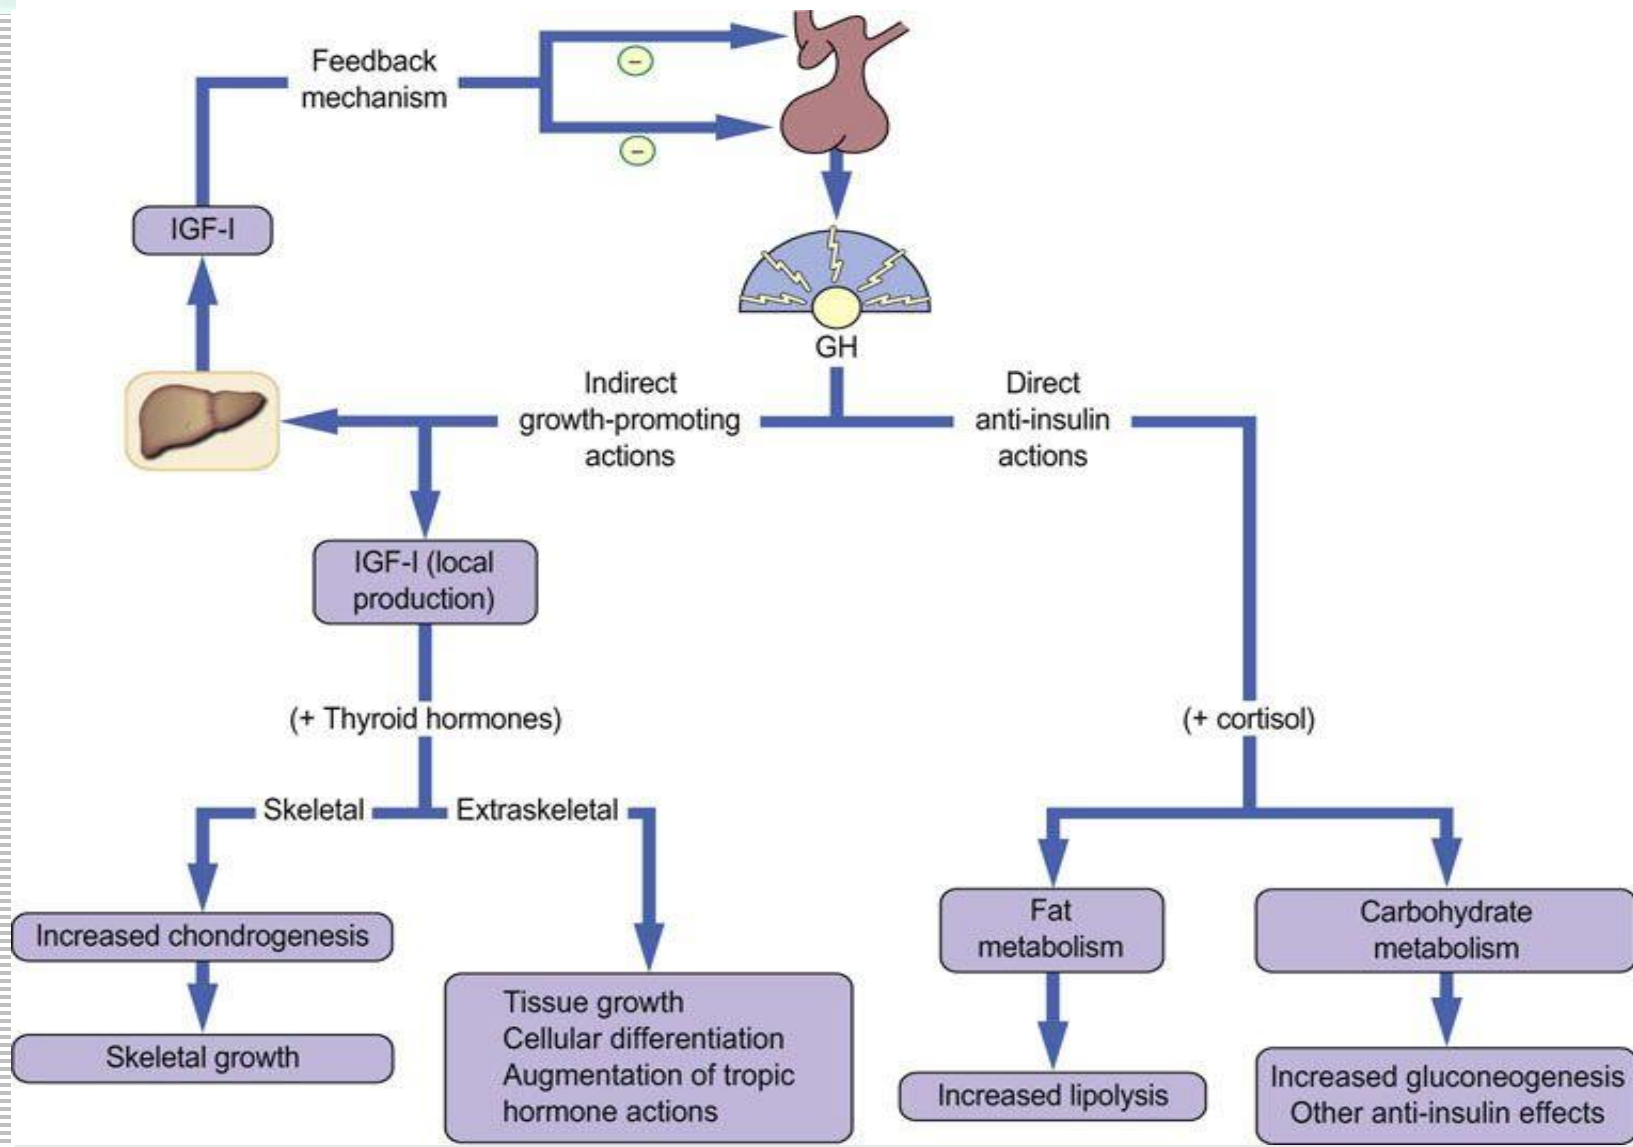 Feedback
mechanism
−
−
IGF-I
GH
Indirect
growth-promoting
actions
Direct
anti-insulin
actions
IGF-I (local
production)
(+ Thyroid hormones)
(+ cortisol)
Skeletal
Extraskeletal
Increased chondrogenesis
Skeletal growth
Tissue growth
Cellular differentiation
Augmentation of tropic
hormone actions
Fat
metabolism
Increased lipolysis
Carbohydrate
metabolism
Increased gluconeogenesis
Other anti-insulin effects